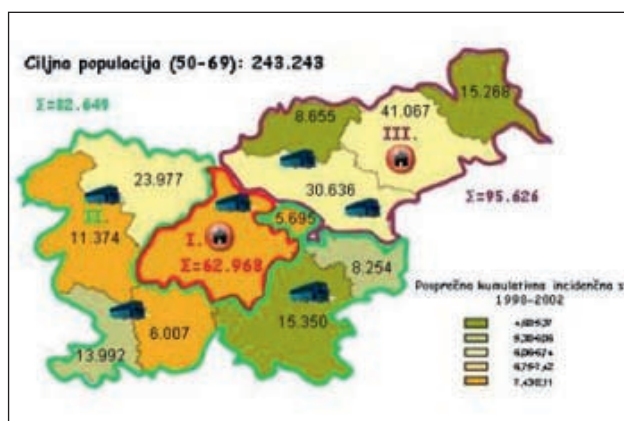 Ciljna populacija (50-69): 243.243
Σ=82.649
15.268
41.067
8.655
III.
23.977
30.636
Σ=95.626
II.
5.695
11.374
I.
Σ=62.968
8.254
15.350
6.007
13.992
Povprečna kumulativna incidenčna s
1998-2002